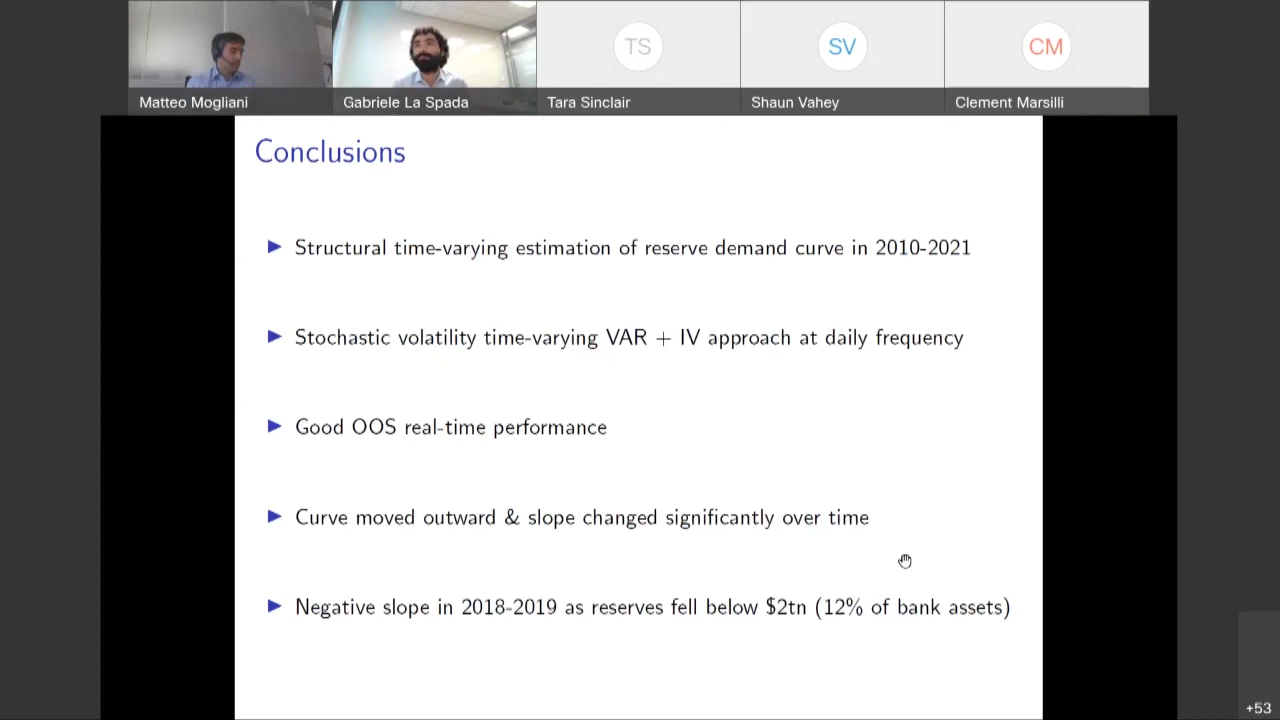 TS
SV
CM
Matteo Mogliani
Gabriele La Spada
Tara Sinclair
Shaun Vahey
Clement Marsilli
Conclusions
Structural time-varying estimation of reserve demand curve in 2010-2021
Stochastic volatility time-varying VAR + IV approach at daily frequency
Good OOS real-time performance
Curve moved outward & slope changed significantly over time
Negative slope in 2018-2019 as reserves fell below $2tn (12% of bank assets)
+53